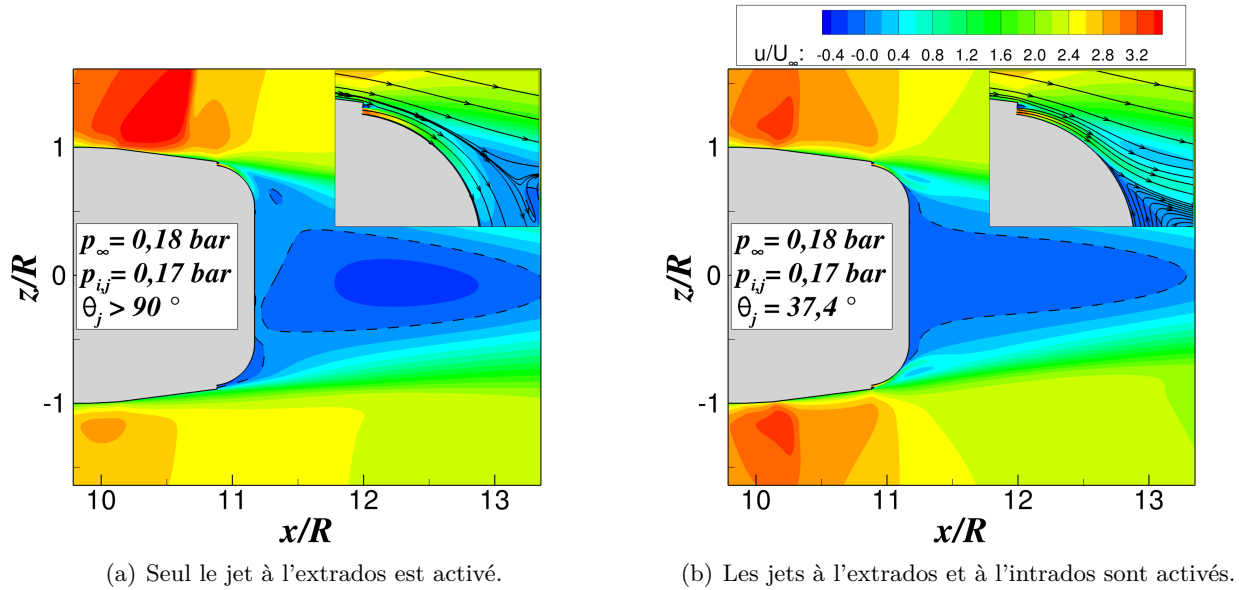 u/U∞: -0.4 -0.0 0.4 0.8 1.2 1.6 2.0 2.4 2.8 3.2
1
0
-1
z/R
p∞= 0,18 bar
pi,j= 0,17 bar
θj > 90 °
10 11 12 13
x/R
1
0
-1
z/R
p∞= 0,18 bar
pi,j= 0,17 bar
θj = 37,4 °
10 11 12 13
x/R
(a) Seul le jet à l'extrados est activé.
(b) Les jets à l'extrados et à l'intrados sont activés.